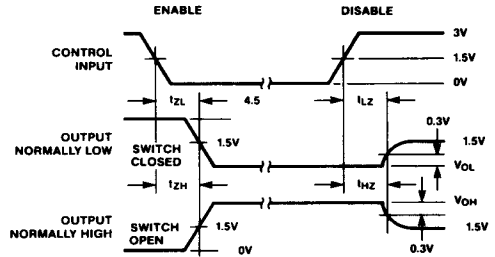 ENABLE
DISABLE
CONTROL
INPUT
3V
1.5V
0V
tZL
4.5
tLZ
0.3V
OUTPUT
NORMALLY LOW
SWITCH
CLOSED
1.5V
1.5V
VOL
tZH
tHZ
VOH
OUTPUT
NORMALLY HIGH
SWITCH
OPEN
1.5V
0V
1.5V
0.3V